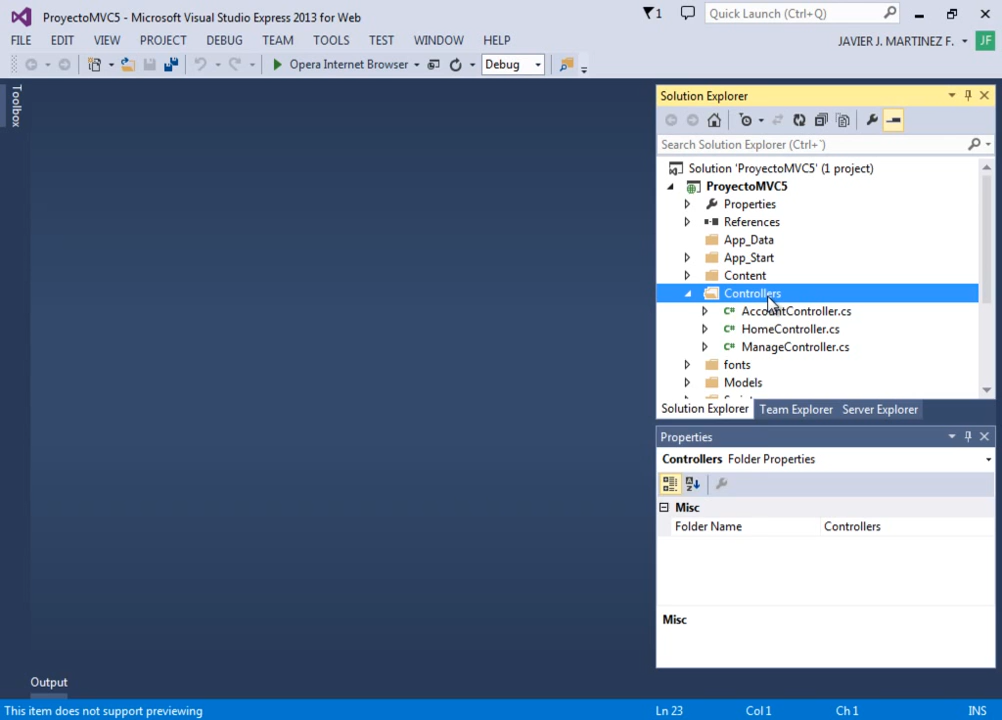 ProyectoMVC5 - Microsoft Visual Studio Express 2013 for Web
1
Quick Launch (Ctrl+Q)
FILE EDIT VIEW PROJECT DEBUG TEAM TOOLS TEST WINDOW HELP
JAVIER J. MARTINEZ F.
JF
Opera Internet Browser
Debug
Toolbox
Solution Explorer
Search Solution Explorer (Ctrl+¨)
Solution 'ProyectoMVC5' (1 project)
ProyectoMVC5
Properties
References
App_Data
App_Start
Content
Controllers
C# AccountController.cs
C# HomeController.cs
C# ManageController.cs
fonts
Models
Solution Explorer Team Explorer Server Explorer
Properties
Controllers Folder Properties
Misc
Folder Name Controllers
Misc
Output
This item does not support previewing
Ln 23 Col 1 Ch 1 INS